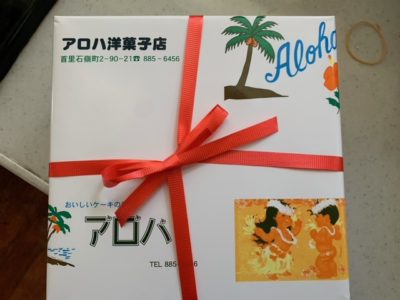 アロハ洋菓子店
首里石嶺町2-90-21☎ 885-6456
Aloha
おいしいケーキの
アロハ
TEL 885